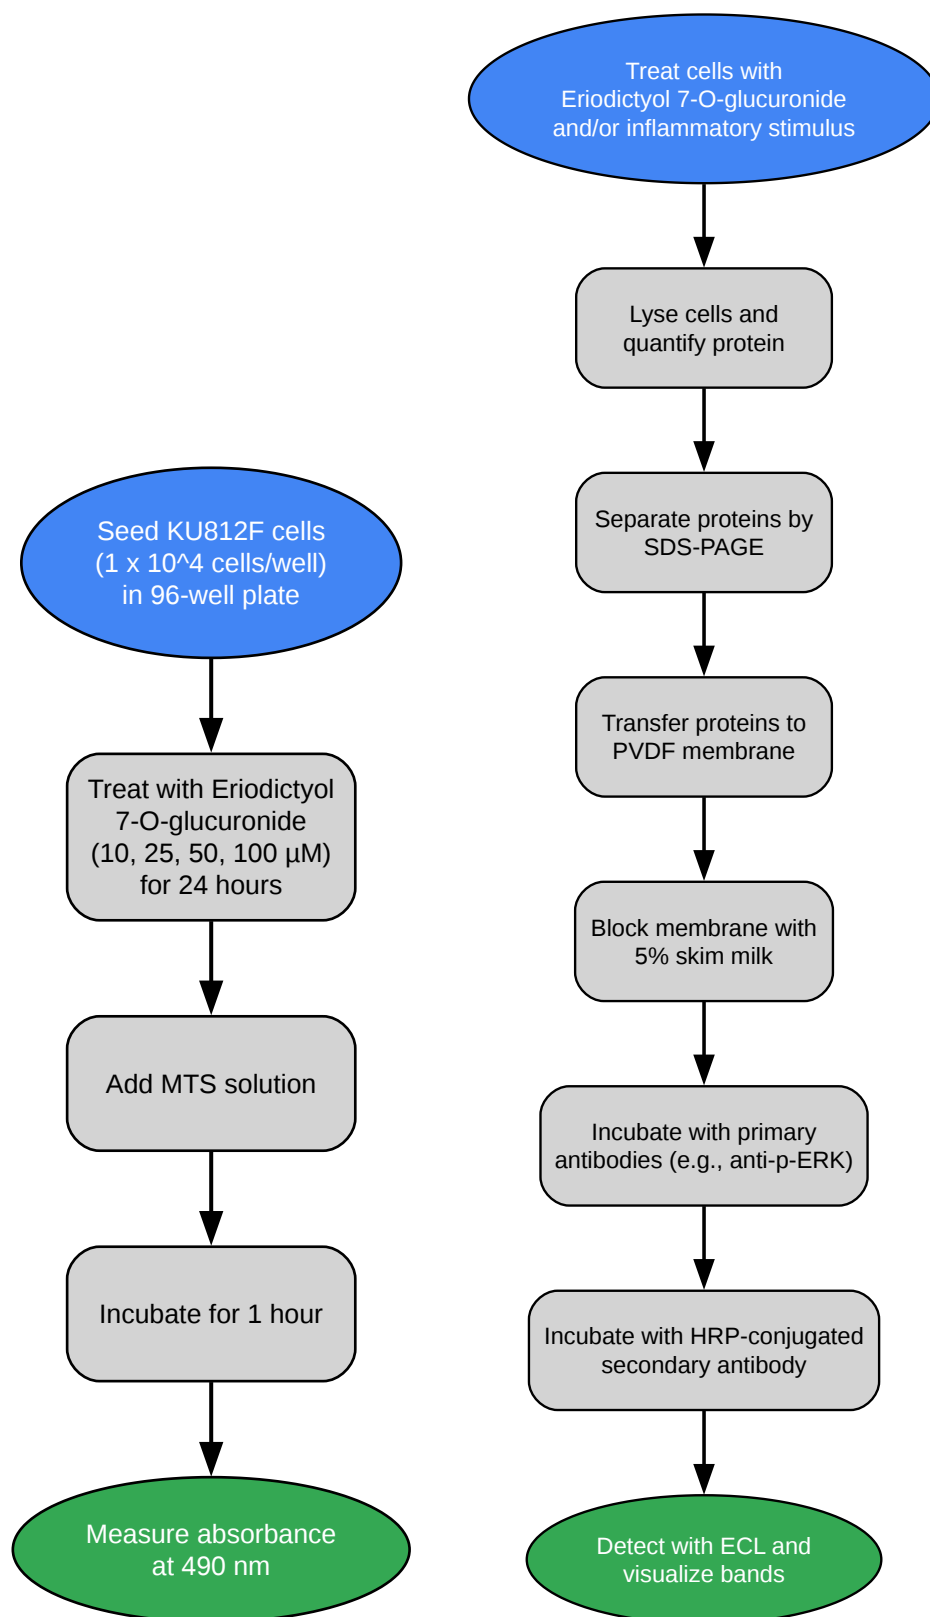 Seed KU812F cells
(1 x 10^4 cells/well)
in 96-well plate
Treat with Eriodictyol
7-O-glucuronide
(10, 25, 50, 100 µM)
for 24 hours
Add MTS solution
Incubate for 1 hour
Measure absorbance
at 490 nm
Treat cells with
Eriodictyol 7-O-glucuronide
and/or inflammatory stimulus
Lyse cells and
quantify protein
Separate proteins by
SDS-PAGE
Transfer proteins to
PVDF membrane
Block membrane with
5% skim milk
Incubate with primary
antibodies (e.g., anti-p-ERK)
Incubate with HRP-conjugated
secondary antibody
Detect with ECL and
visualize bands